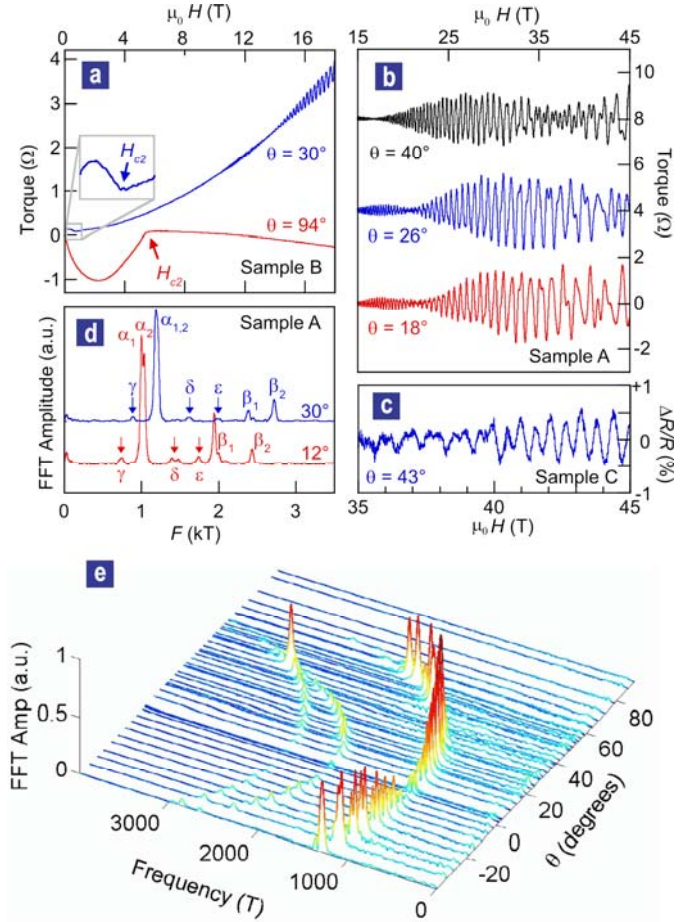 μ₀ H (T)
0 4 8 12 16
a
4
3
2
1
0
-1
Torque (Ω)
H_c2
θ = 30°
θ = 94°
H_c2
Sample B
μ₀ H (T)
15 25 35 45
b
10
8
6
4
2
0
-2
Torque (Ω)
θ = 40°
θ = 26°
θ = 18°
Sample A
d
Sample A
FFT Amplitude (a.u.)
α₁ α₂ α₁,₂
γ δ ε β₁ β₂
30°
γ δ ε β₁ β₂
12°
0 1 2 3
F (kT)
c
+1
0
-1
ΔR/R (%)
θ = 43°
Sample C
35 40 45
μ₀ H (T)
e
FFT Amp (a.u.)
1
0.5
0
3000 2000 1000 0
Frequency (T)
-20 0 20 40 60 80
θ (degrees)